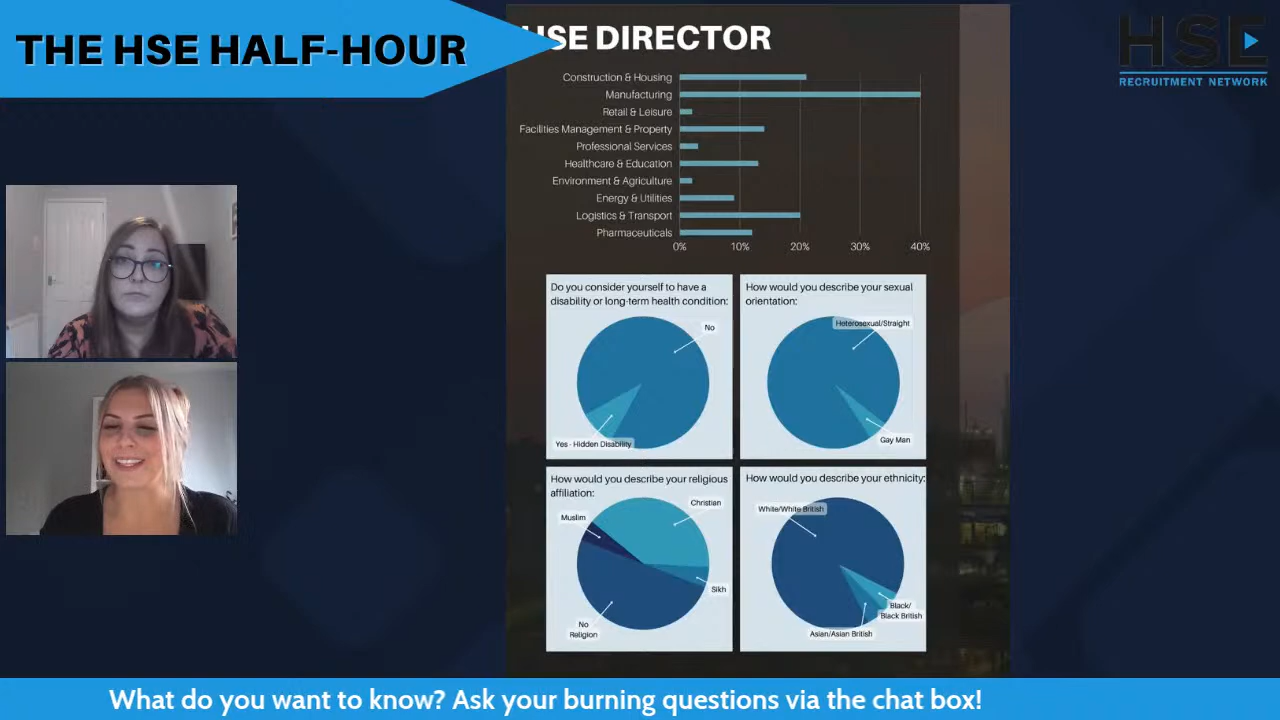 THE HSE HALF-HOUR
HSE DIRECTOR
HSE
RECRUITMENT NETWORK
Construction & Housing
Manufacturing
Retail & Leisure
Facilities Management & Property
Professional Services
Healthcare & Education
Environment & Agriculture
Energy & Utilities
Logistics & Transport
Pharmaceuticals
0% 10% 20% 30% 40%
Do you consider yourself to have a
disability or long-term health condition:
No
Yes - Hidden Disability
How would you describe your sexual
orientation:
Heterosexual/Straight
Gay Man
How would you describe your religious
affiliation:
Christian
Muslim
Sikh
No
Religion
How would you describe your ethnicity:
White/White British
Black/
Black British
Asian/Asian British
What do you want to know? Ask your burning questions via the chat box!